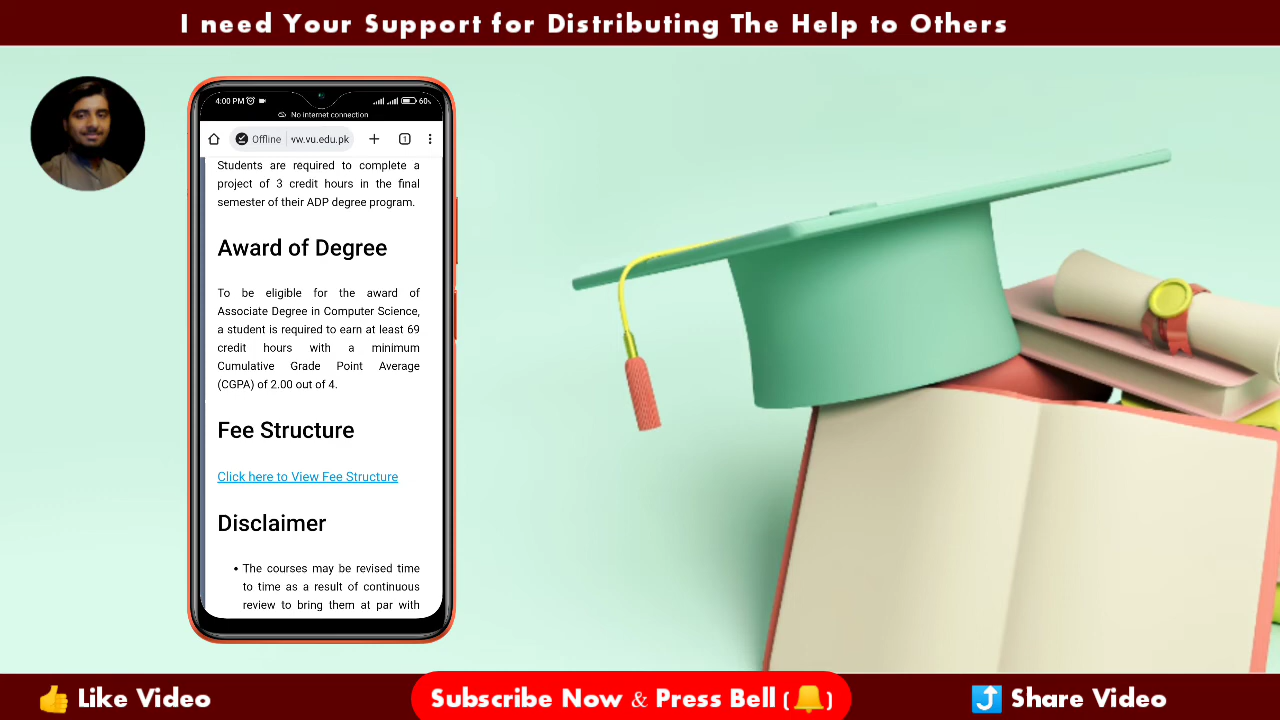 I need Your Support for Distributing The Help to Others
4:00 PM
60%
No internet connection
Offline
vw.vu.edu.pk
1
Students are required to complete a
project of 3 credit hours in the final
semester of their ADP degree program.
Award of Degree
To be eligible for the award of
Associate Degree in Computer Science,
a student is required to earn at least 69
credit hours with a minimum
Cumulative Grade Point Average
(CGPA) of 2.00 out of 4.
Fee Structure
Click here to View Fee Structure
Disclaimer
• The courses may be revised time
to time as a result of continuous
review to bring them at par with
👍 Like Video
Subscribe Now & Press Bell (🔔)
⤴️ Share Video